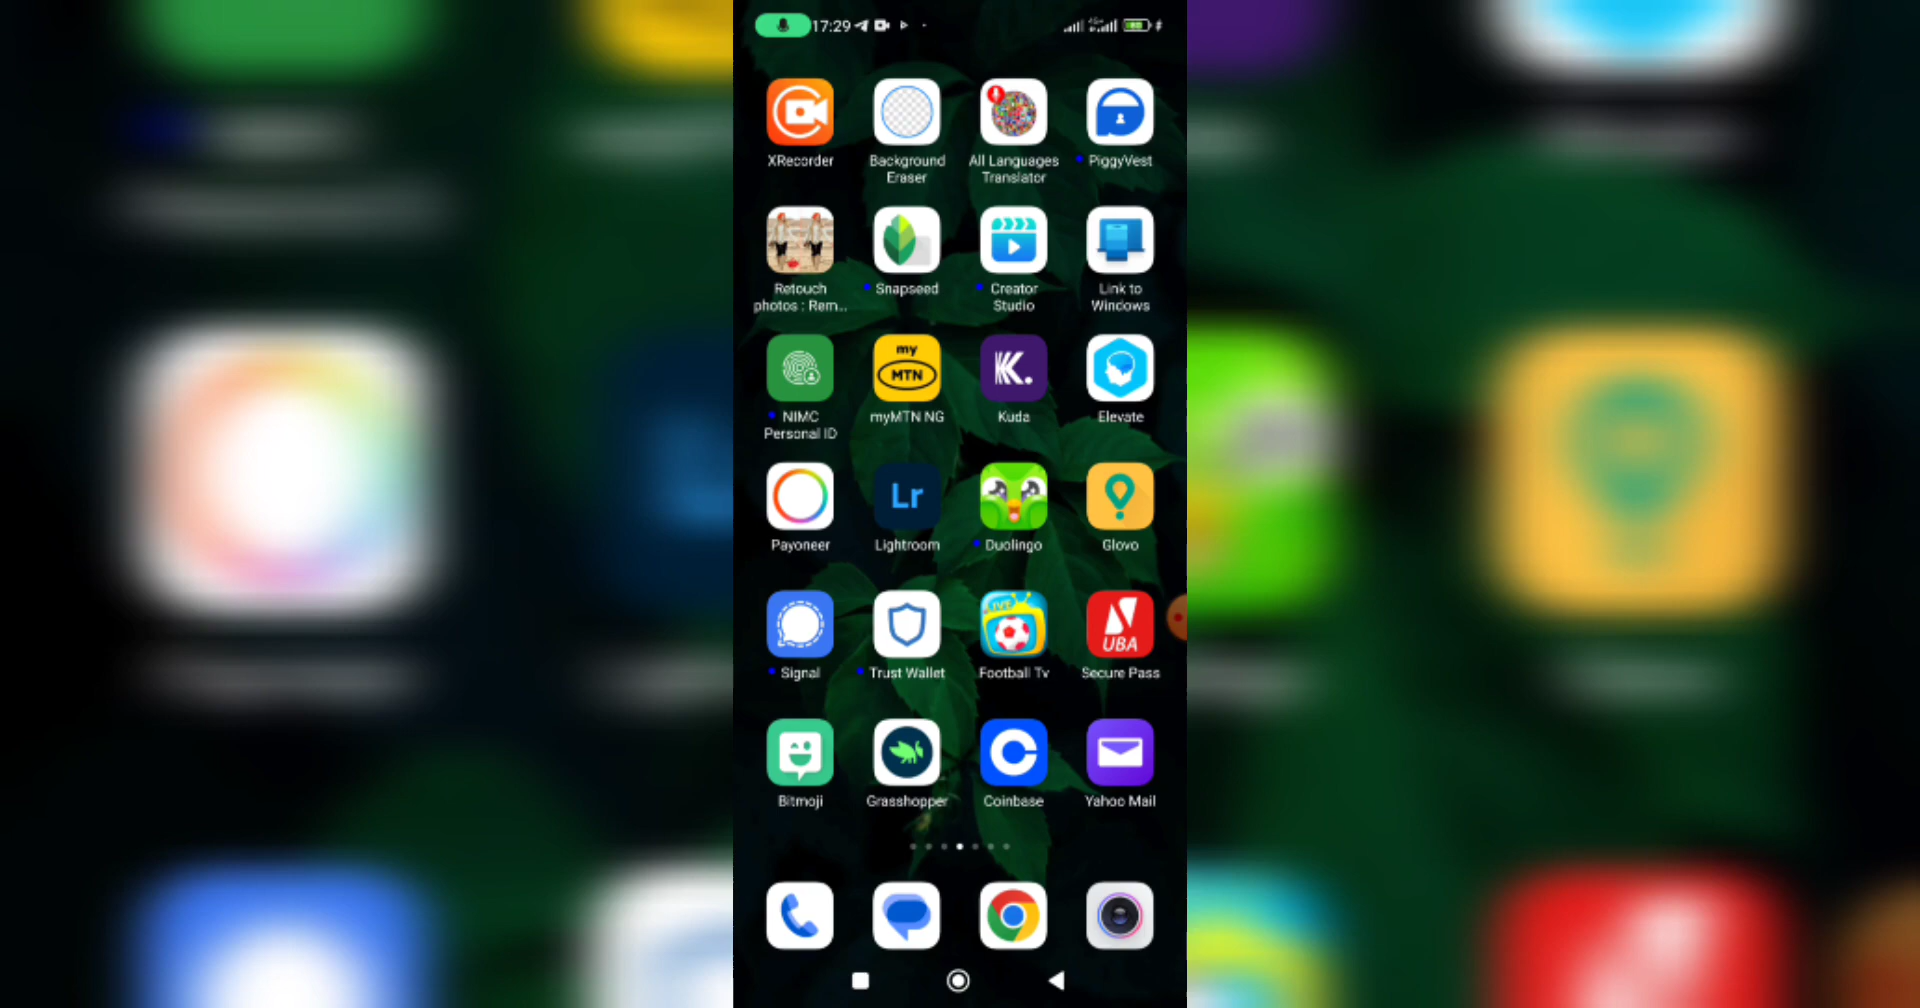 17:29
XRecorder
Background
Eraser
All Languages
Translator
PiggyVest
Retouch
photos : Rem...
Snapseed
Creator
Studio
Link to
Windows
my
MTN
K.
NIMC
Personal ID
myMTN NG
Kuda
Elevate
Lr
Payoneer
Lightroom
Duolingo
Glovo
LIVE
UBA
Signal
Trust Wallet
Football Tv
Secure Pass
Bitmoji
Grasshopper
Coinbase
Yahoo Mail